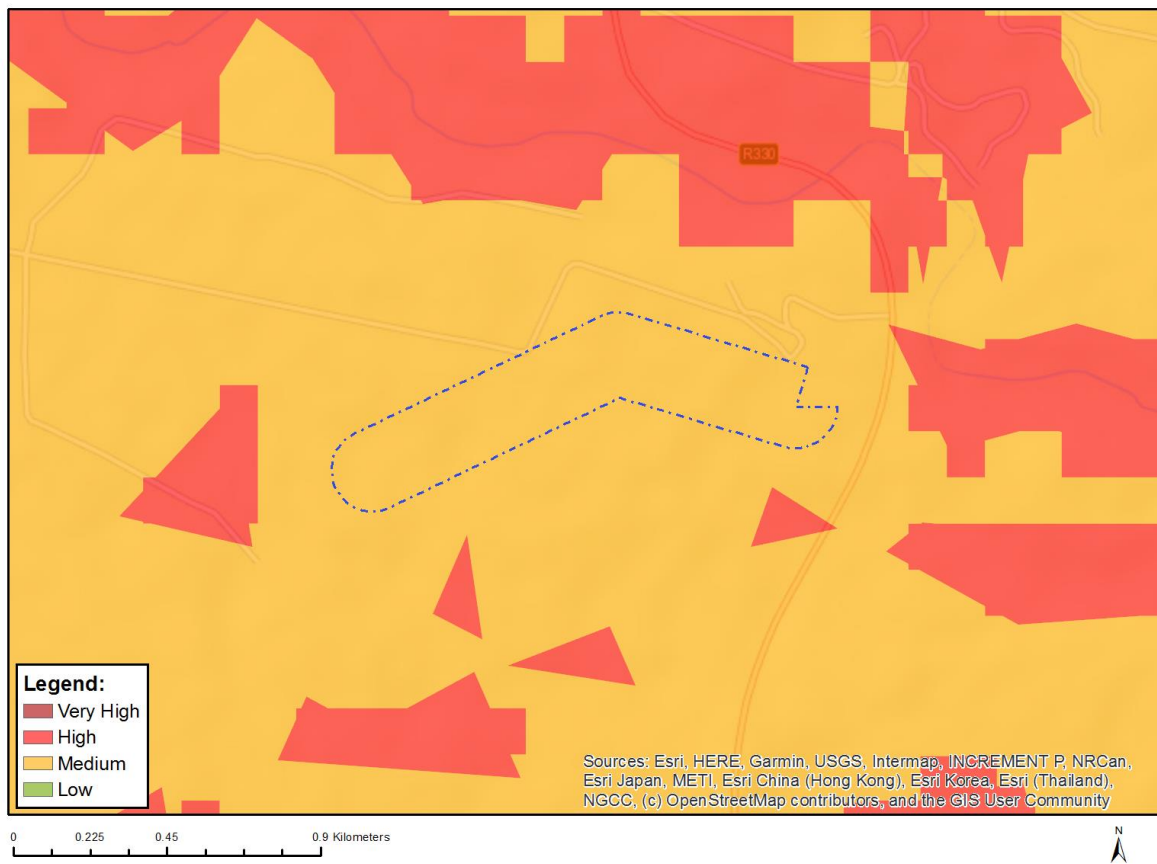 R330
Legend:
Very High
High
Medium
Low
Sources: Esri, HERE, Garmin, USGS, Intermap, INCREMENT P, NRCan,
Esri Japan, METI, Esri China (Hong Kong), Esri Korea, Esri (Thailand),
NGCC, (c) OpenStreetMap contributors, and the GIS User Community
0 0.225 0.45 0.9 Kilometers
N